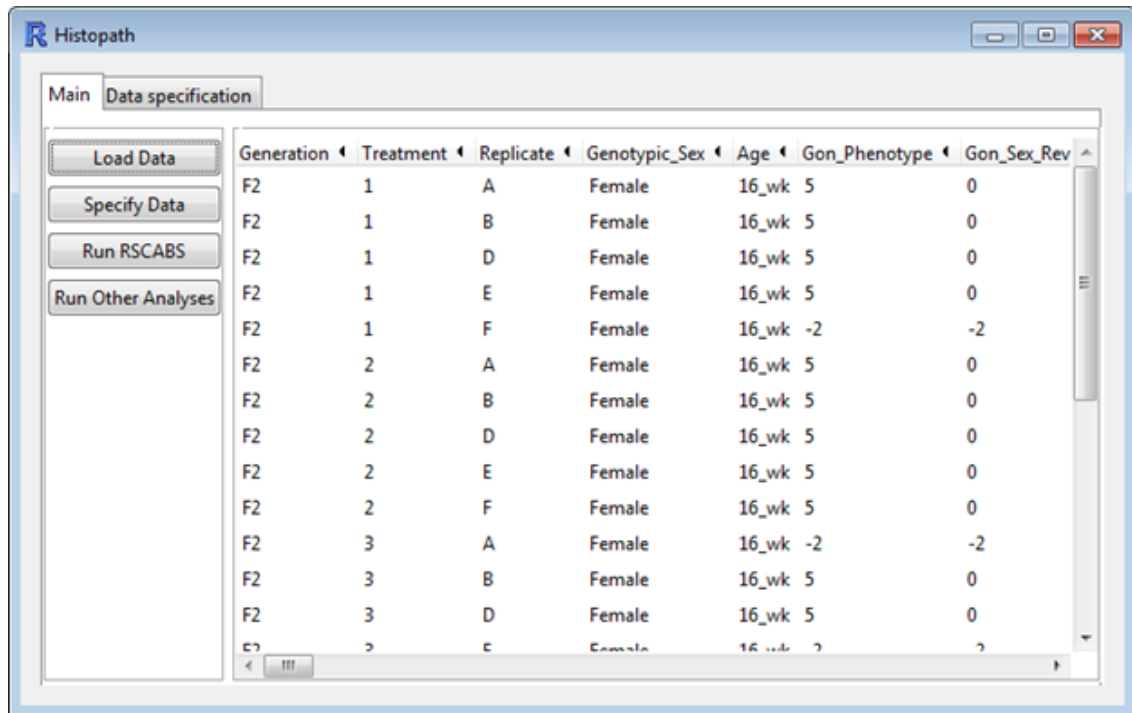 Histopath
Main Data specification
Load Data
Specify Data
Run RSCABS
Run Other Analyses
Generation Treatment Replicate Genotypic_Sex Age Gon_Phenotype Gon_Sex_Rev
F2 1 A Female 16_wk 5 0
F2 1 B Female 16_wk 5 0
F2 1 D Female 16_wk 5 0
F2 1 E Female 16_wk 5 0
F2 1 F Female 16_wk -2 -2
F2 2 A Female 16_wk 5 0
F2 2 B Female 16_wk 5 0
F2 2 D Female 16_wk 5 0
F2 2 E Female 16_wk 5 0
F2 2 F Female 16_wk 5 0
F2 3 A Female 16_wk -2 -2
F2 3 B Female 16_wk 5 0
F2 3 D Female 16_wk 5 0